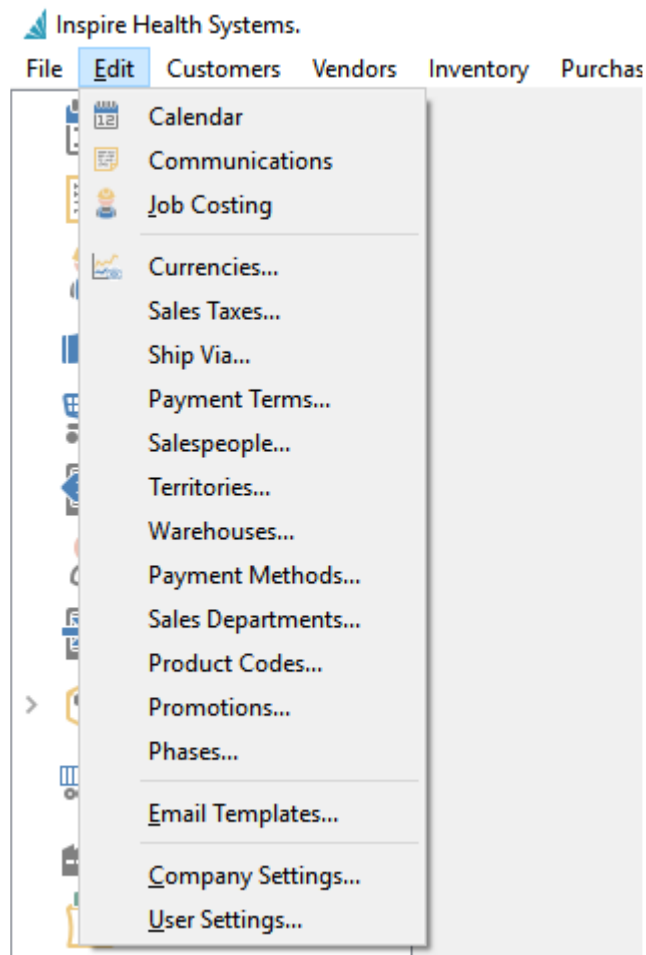 Inspire Health Systems.
File Edit Customers Vendors Inventory Purchas
Calendar
Communications
Job Costing
Currencies...
Sales Taxes...
Ship Via...
Payment Terms...
Salespeople...
Territories...
Warehouses...
Payment Methods...
Sales Departments...
Product Codes...
Promotions...
Phases...
Email Templates...
Company Settings...
User Settings...